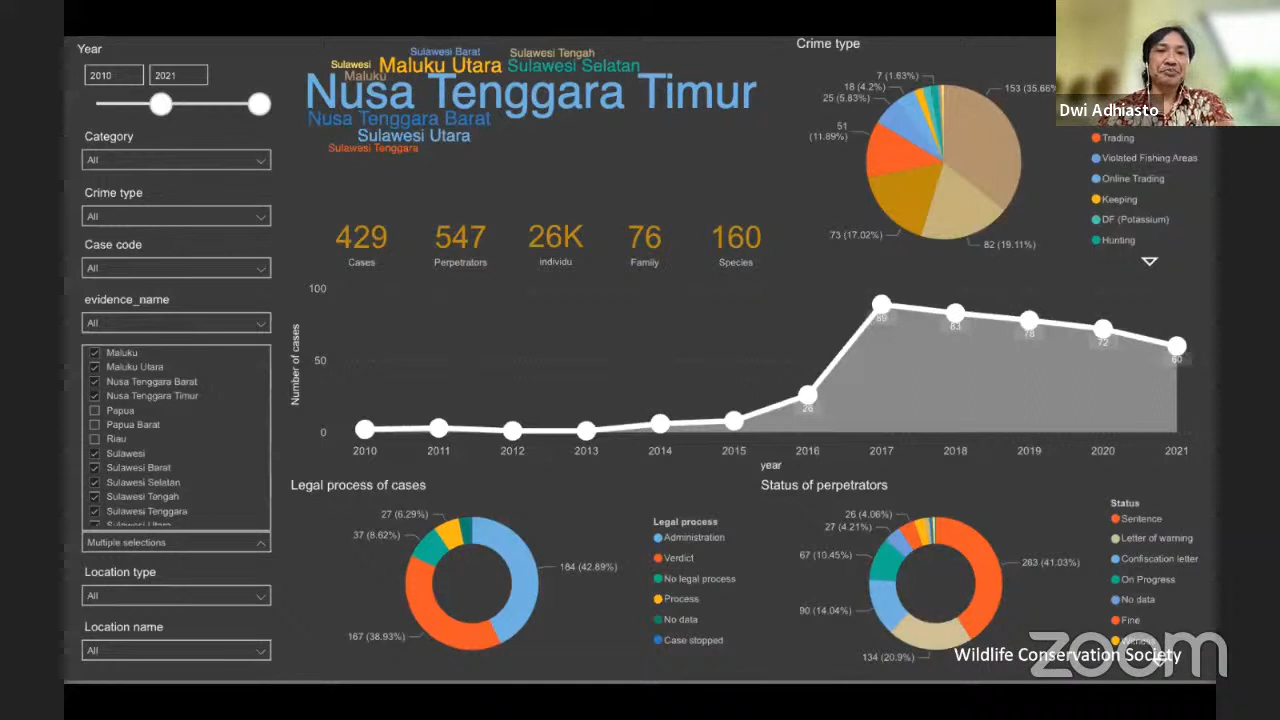 Year
2010
2021
Category
All
Crime type
All
Case code
All
evidence_name
All
Maluku
Maluku Utara
Nusa Tenggara Barat
Nusa Tenggara Timur
Papua
Papua Barat
Riau
Sulawesi
Sulawesi Barat
Sulawesi Selatan
Sulawesi Tengah
Sulawesi Tenggara
Sulawesi Utara
Multiple selections
Location type
All
Location name
All
Sulawesi Barat
Sulawesi Tengah
Sulawesi
Maluku Utara
Sulawesi Selatan
Maluku
Nusa Tenggara Timur
Nusa Tenggara Barat
Sulawesi Utara
Sulawesi Tenggara
429
Cases
547
Perpetrators
26K
individu
76
Family
160
Species
Crime type
7 (1.63%)
18 (4.2%)
25 (5.83%)
51
(11.89%)
73 (17.02%)
82 (19.11%)
153 (35.66%
Trading
Violated Fishing Areas
Online Trading
Keeping
DF (Potassium)
Hunting
Dwi Adhiasto
Number of cases
100
50
0
26
89
83
78
72
60
2010
2011
2012
2013
2014
2015
2016
2017
2018
2019
2020
2021
year
Legal process of cases
27 (6.29%)
37 (8.62%)
167 (38.93%)
184 (42.89%)
Legal process
Administration
Verdict
No legal process
Process
No data
Case stopped
Status of perpetrators
26 (4.06%)
27 (4.21%)
67 (10.45%)
90 (14.04%)
134 (20.9%)
263 (41.03%)
Status
Sentence
Letter of warning
Confiscation letter
On Progress
No data
Fine
Wildlife Conservation Society
zoom